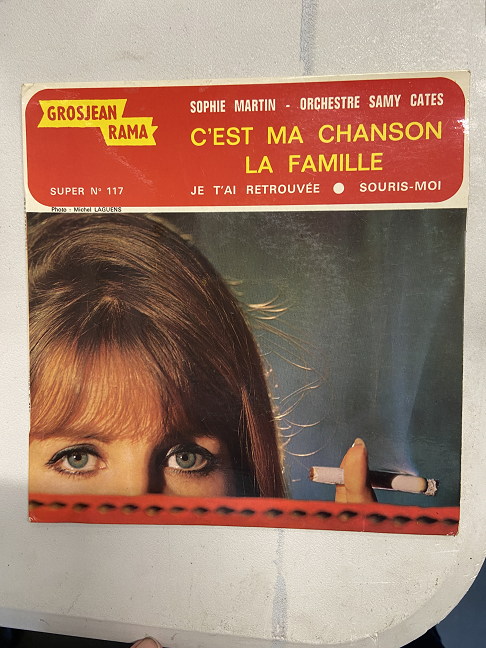 GROSJEAN
RAMA
SOPHIE MARTIN - ORCHESTRE SAMY CATES
C'EST MA CHANSON
LA FAMILLE
SUPER N° 117
JE T'AI RETROUVÉE ● SOURIS-MOI
Photo - Michel LAGUENS